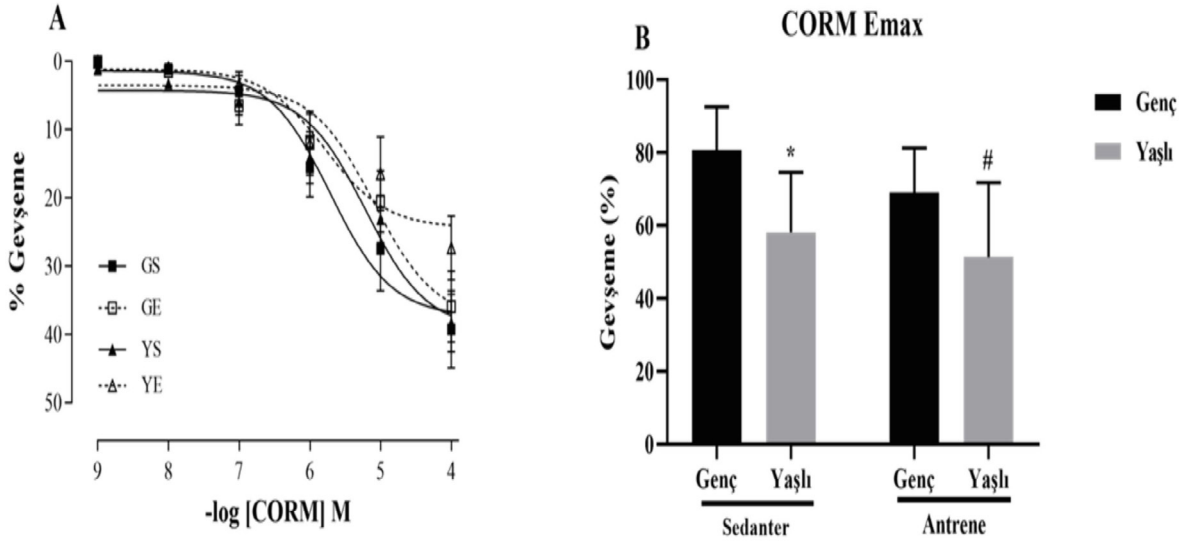 A
0
10
20
30
40
50
% Gevşeme
GS
GE
YS
YE
9 8 7 6 5 4
-log [CORM] M
B
CORM Emax
100
80
60
40
20
0
Gevşeme (%)
*
#
Genç Yaşlı Genç Yaşlı
Sedanter Antrene
Genç
Yaşlı